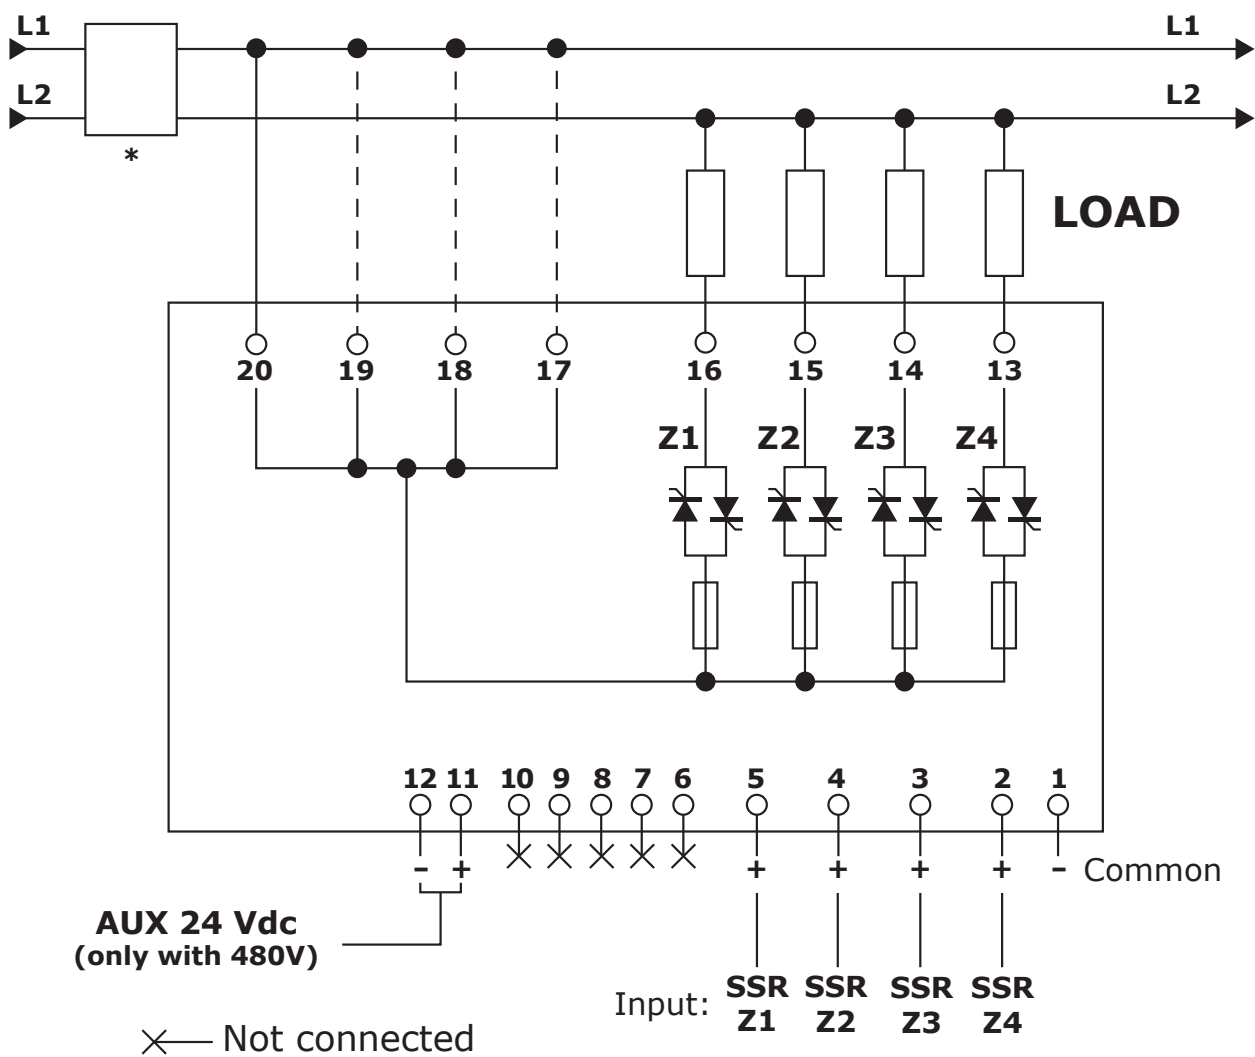 L1 L1
L2 L2
*
LOAD
20 19 18 17 16 15 14 13
Z1 Z2 Z3 Z4
12 11 10 9 8 7 6 5 4 3 2 1
- + + + + + - Common
AUX 24 Vdc
(only with 480V)
Input: SSR SSR SSR SSR
Z1 Z2 Z3 Z4
Not connected